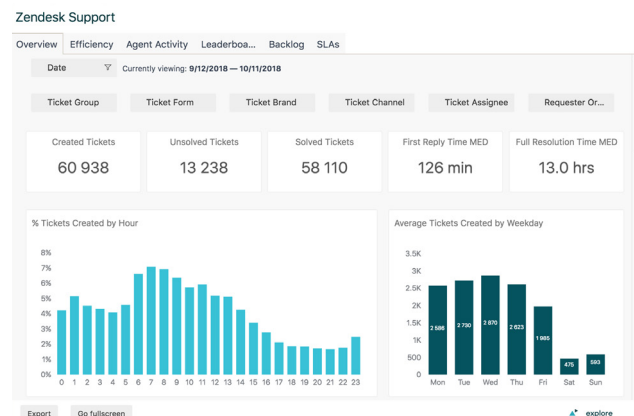 Zendesk Support
Overview Efficiency Agent Activity Leaderboa... Backlog SLAs
Date Currently viewing: 9/12/2018 — 10/11/2018
Ticket Group Ticket Form Ticket Brand Ticket Channel Ticket Assignee Requester Or...
Created Tickets Unsolved Tickets Solved Tickets First Reply Time MED Full Resolution Time MED
60 938 13 238 58 110 126 min 13.0 hrs
% Tickets Created by Hour
8%
7%
6%
5%
4%
3%
2%
1%
0%
0 1 2 3 4 5 6 7 8 9 10 11 12 13 14 15 16 17 18 19 20 21 22 23
Average Tickets Created by Weekday
3.5K
3K
2.5K
2K
1.5K
1K
500
0
2 586 2 730 2 870 2 623 1 985 475 593
Mon Tue Wed Thu Fri Sat Sun
Export Go fullscreen explore